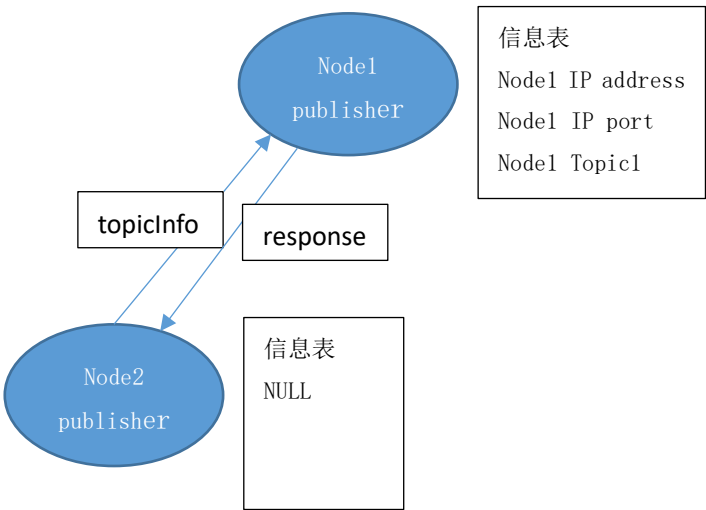 Node1
publisher
信息表
Node1 IP address
Node1 IP port
Node1 Topic1
topicInfo
response
Node2
publisher
信息表
NULL